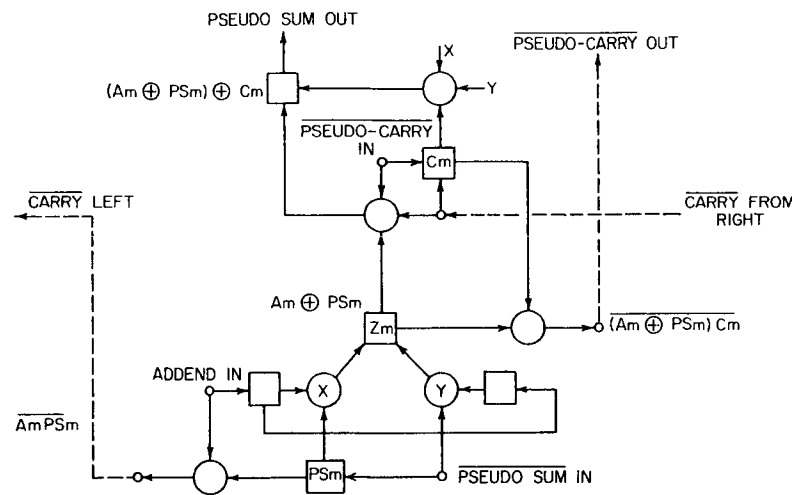 PSEUDO SUM OUT
PSEUDO-CARRY OUT
X
(Am ⊕ PSm) + Cm
Y
PSEUDO-CARRY
IN
Cm
CARRY LEFT
CARRY FROM
RIGHT
Am ⊕ PSm
Zm
(Am ⊕ PSm) Cm
ADDEND IN
X
Y
AmPSm
PSm
PSEUDO SUM IN